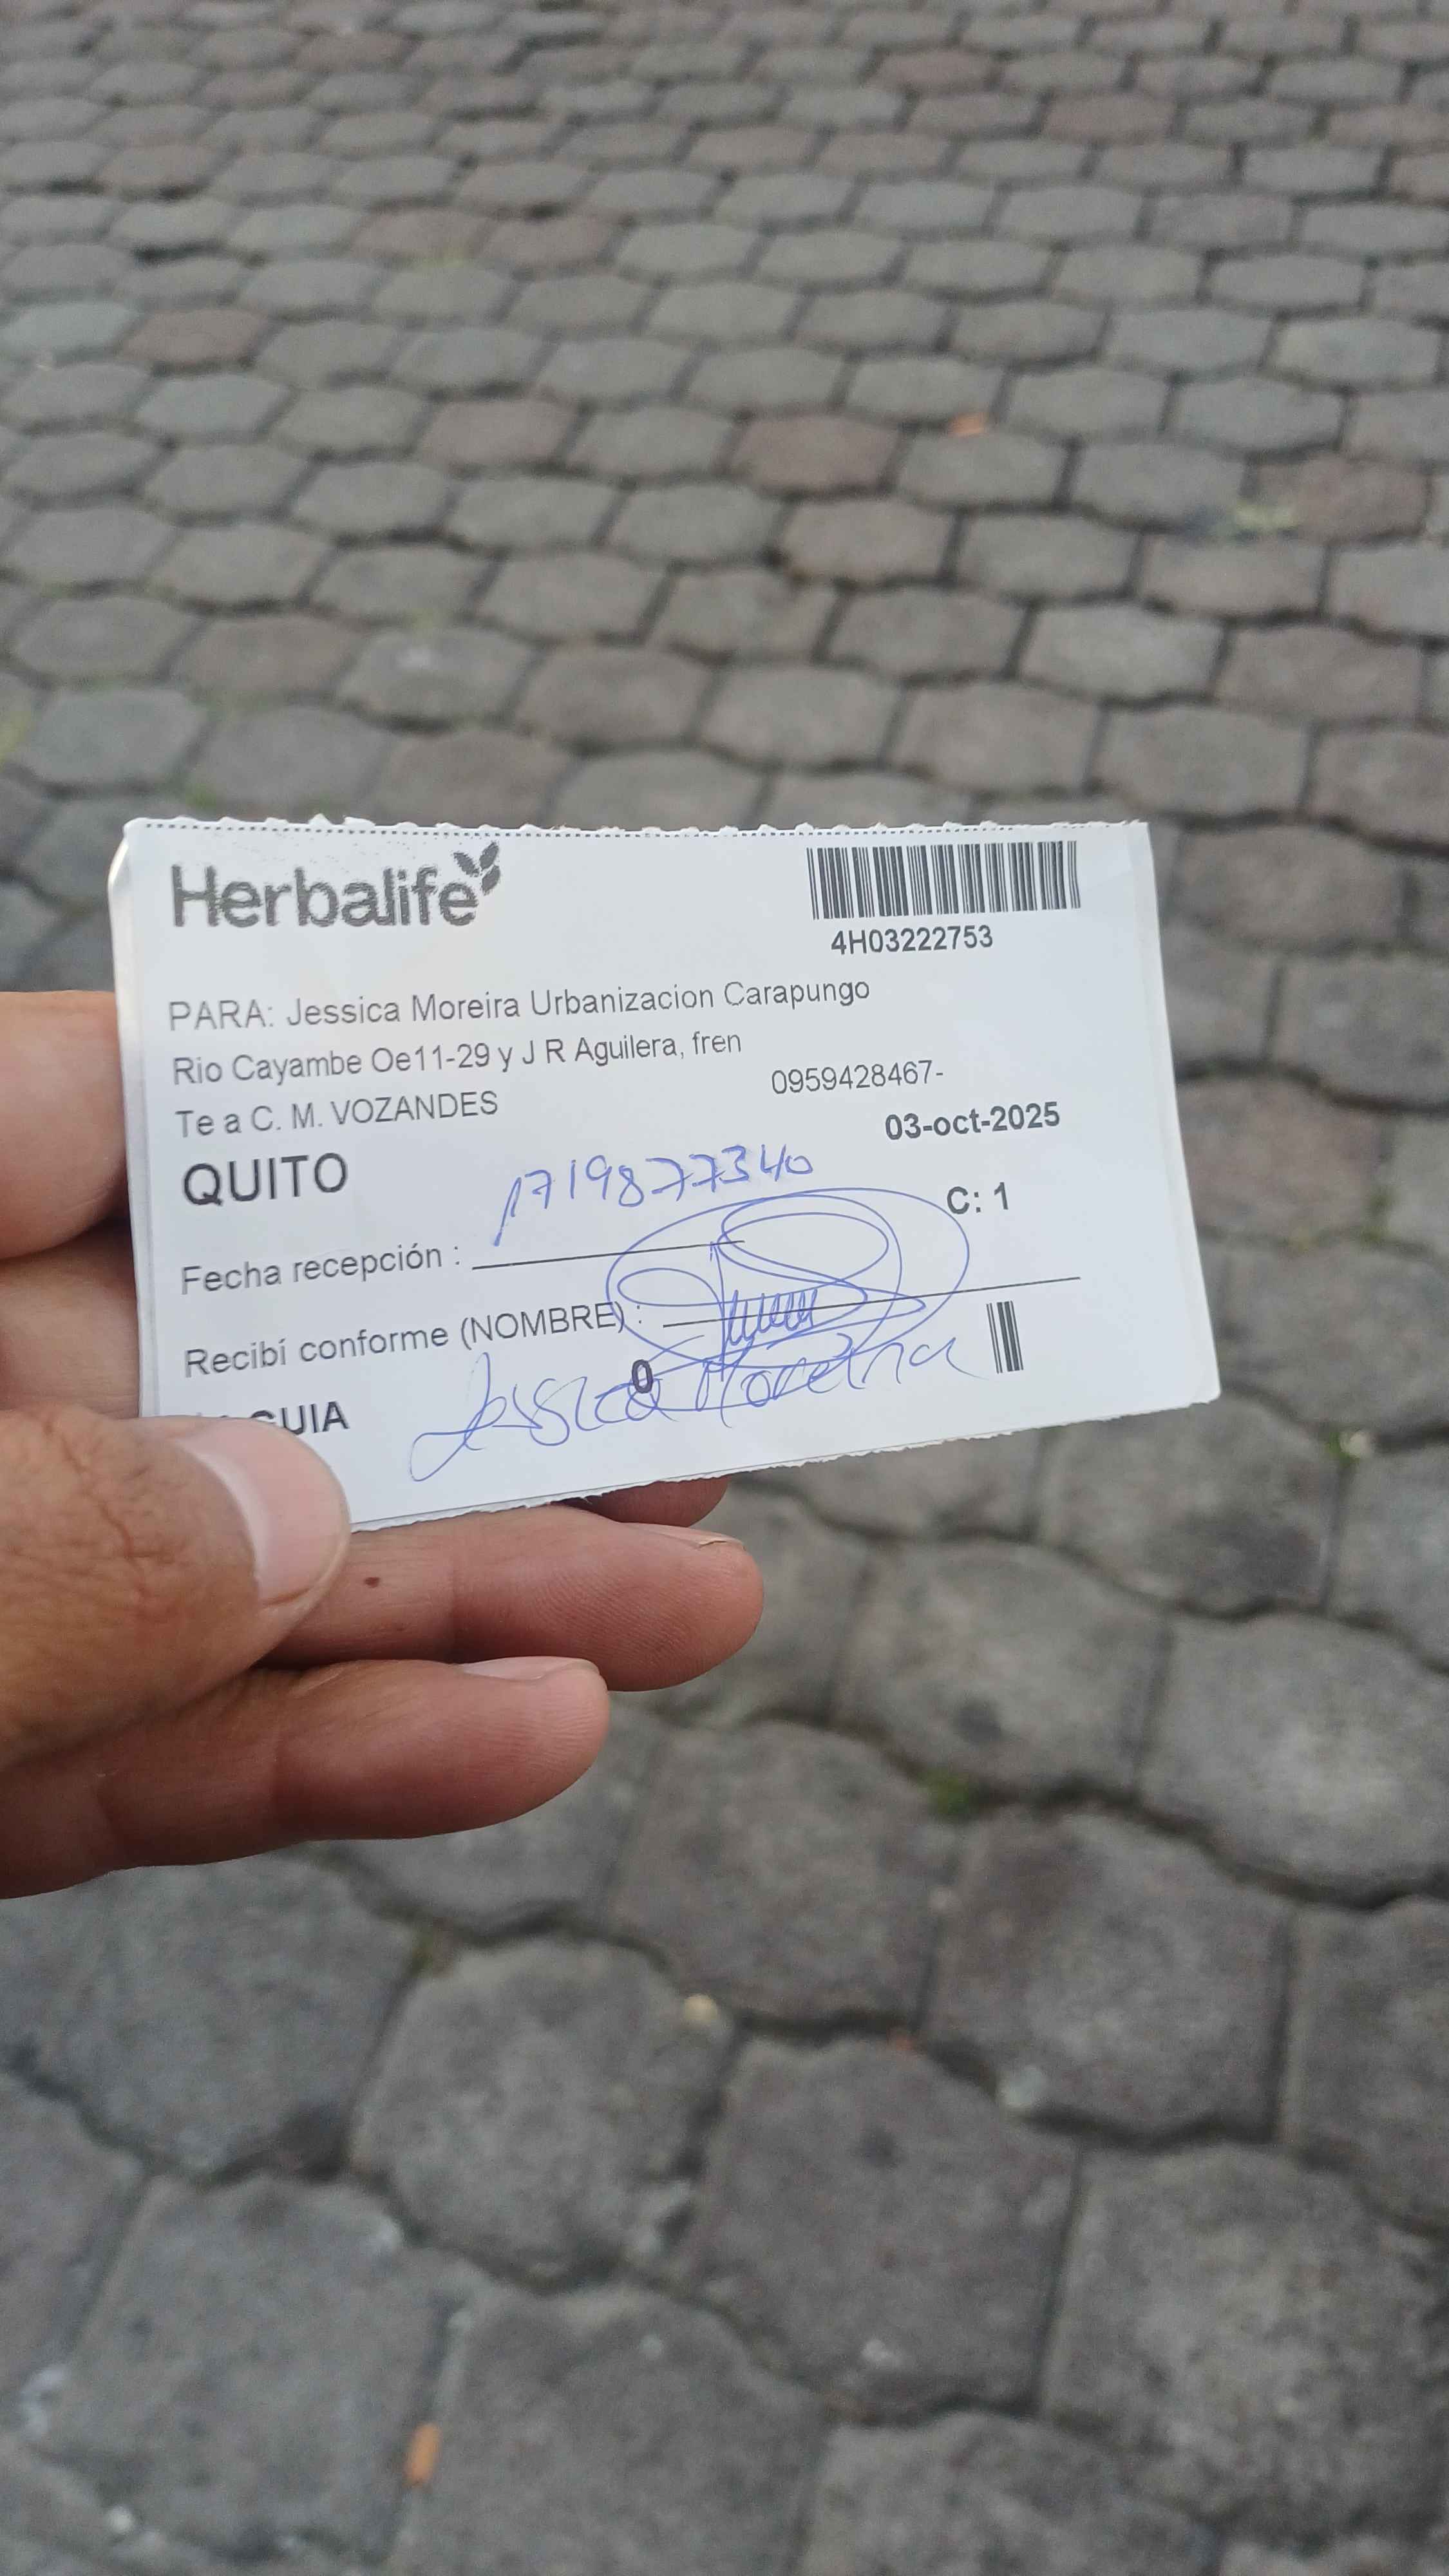 Herbalife
4H03222753
PARA: Jessica Moreira Urbanizacion Carapungo
Rio Cayambe Oe11-29 y J R Aguilera, fren
Te a C. M. VOZANDES
0959428467-
03-oct-2025
QUITO
1719877340
C: 1
Fecha recepción :
Recibí conforme (NOMBRE) :
Jessica Moreira
0
GUIA